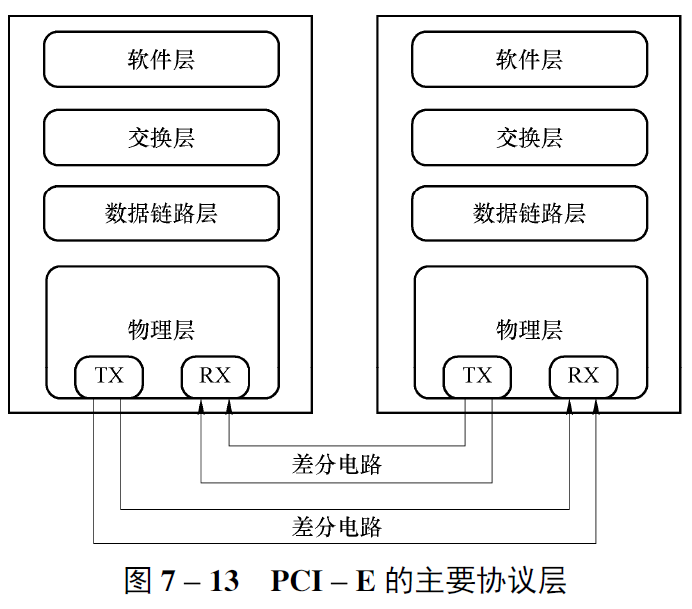 软件层 软件层
交换层 交换层
数据链路层 数据链路层
物理层 物理层
TX RX TX RX
差分电路
差分电路
图 7 – 13 PCI – E 的主要协议层